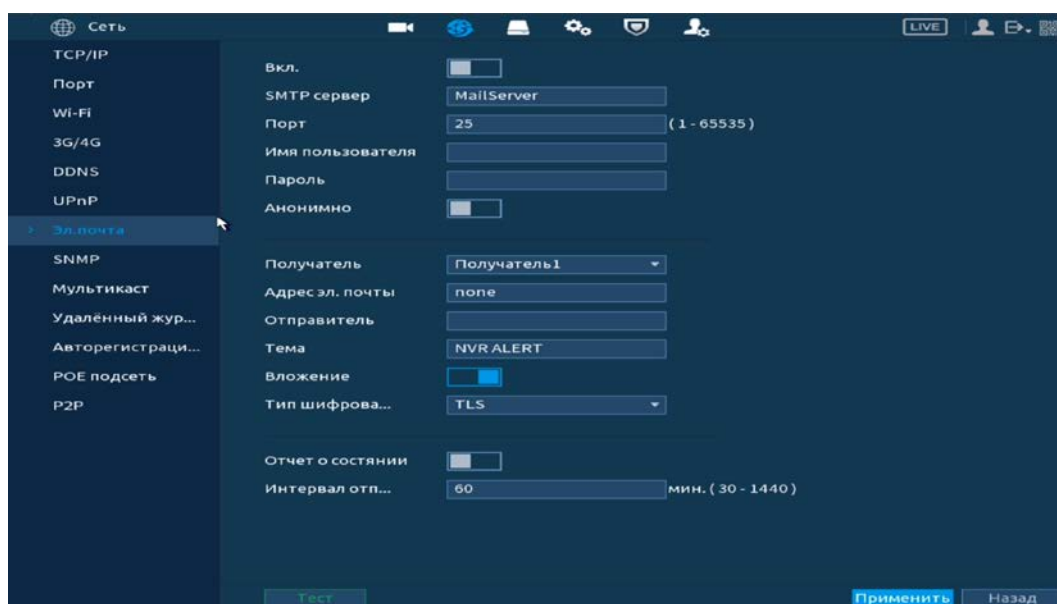 Сеть
LIVE
TCP/IP
Порт
Wi-Fi
3G/4G
DDNS
UPnP
Эл.почта
SNMP
Мультикаст
Удалённый жур...
Авторегистраци...
POE подсеть
P2P
Вкл.
SMTP сервер MailServer
Порт 25 (1-65535)
Имя пользователя
Пароль
Анонимно
Получатель Получатель1
Адрес эл. почты none
Отправитель
Тема NVR ALERT
Вложение
Тип шифрова... TLS
Отчет о состянии
Интервал отп... 60 мин. (30-1440)
Тест Применить Назад